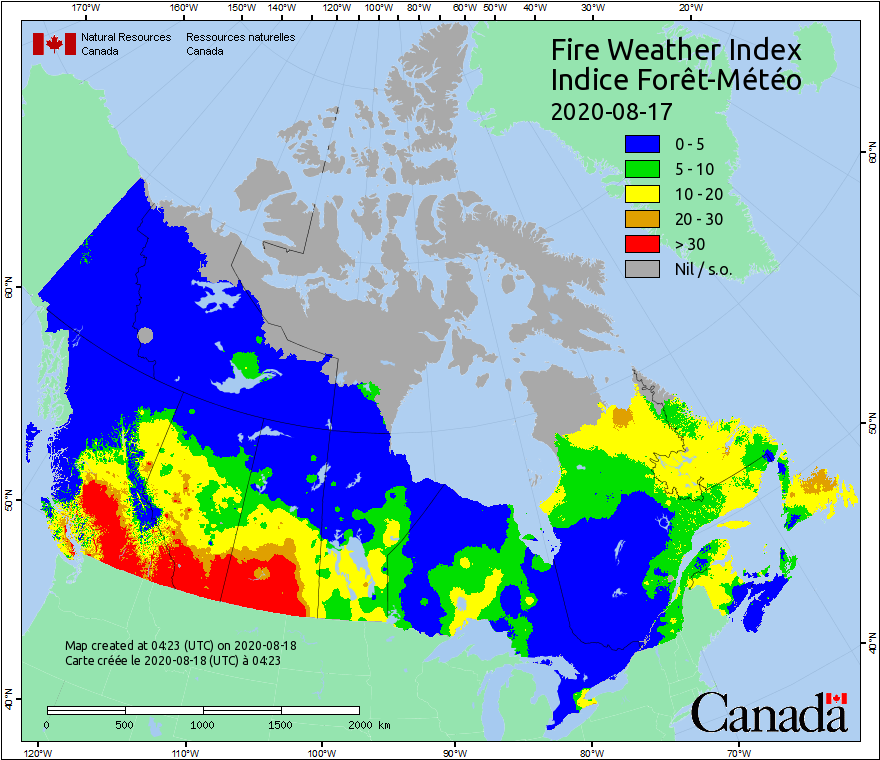 170°W 160°W 150°W 140°W 120°W 100°W 80°W 60°W 50°W 40°W 30°W 20°W
Natural Resources Ressources naturelles
Canada Canada
Fire Weather Index
Indice Forêt-Météo
2020-08-17
0 - 5
5 - 10
10 - 20
20 - 30
> 30
Nil / s.o.
60°N
60°N
50°N
50°N
40°N
40°N
Map created at 04:23 (UTC) on 2020-08-18
Carte créée le 2020-08-18 (UTC) à 04:23
0 500 1000 1500 2000 km
Canada
120°W 110°W 100°W 90°W 80°W 70°W